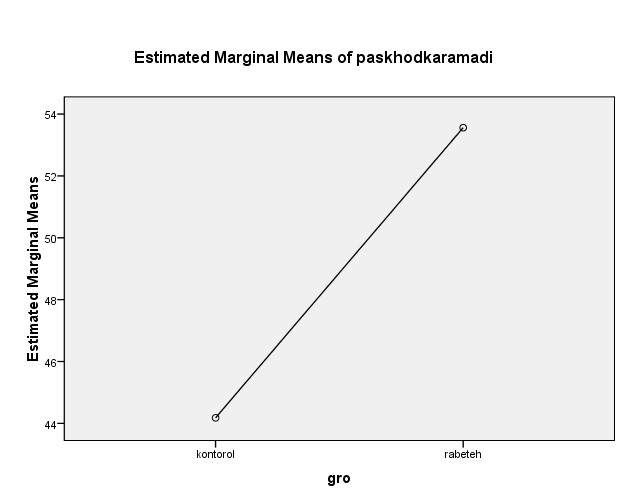 Estimated Marginal Means of paskhodkaramadi
Estimated Marginal Means
54
52
50
48
46
44
kontorol
rabeteh
gro